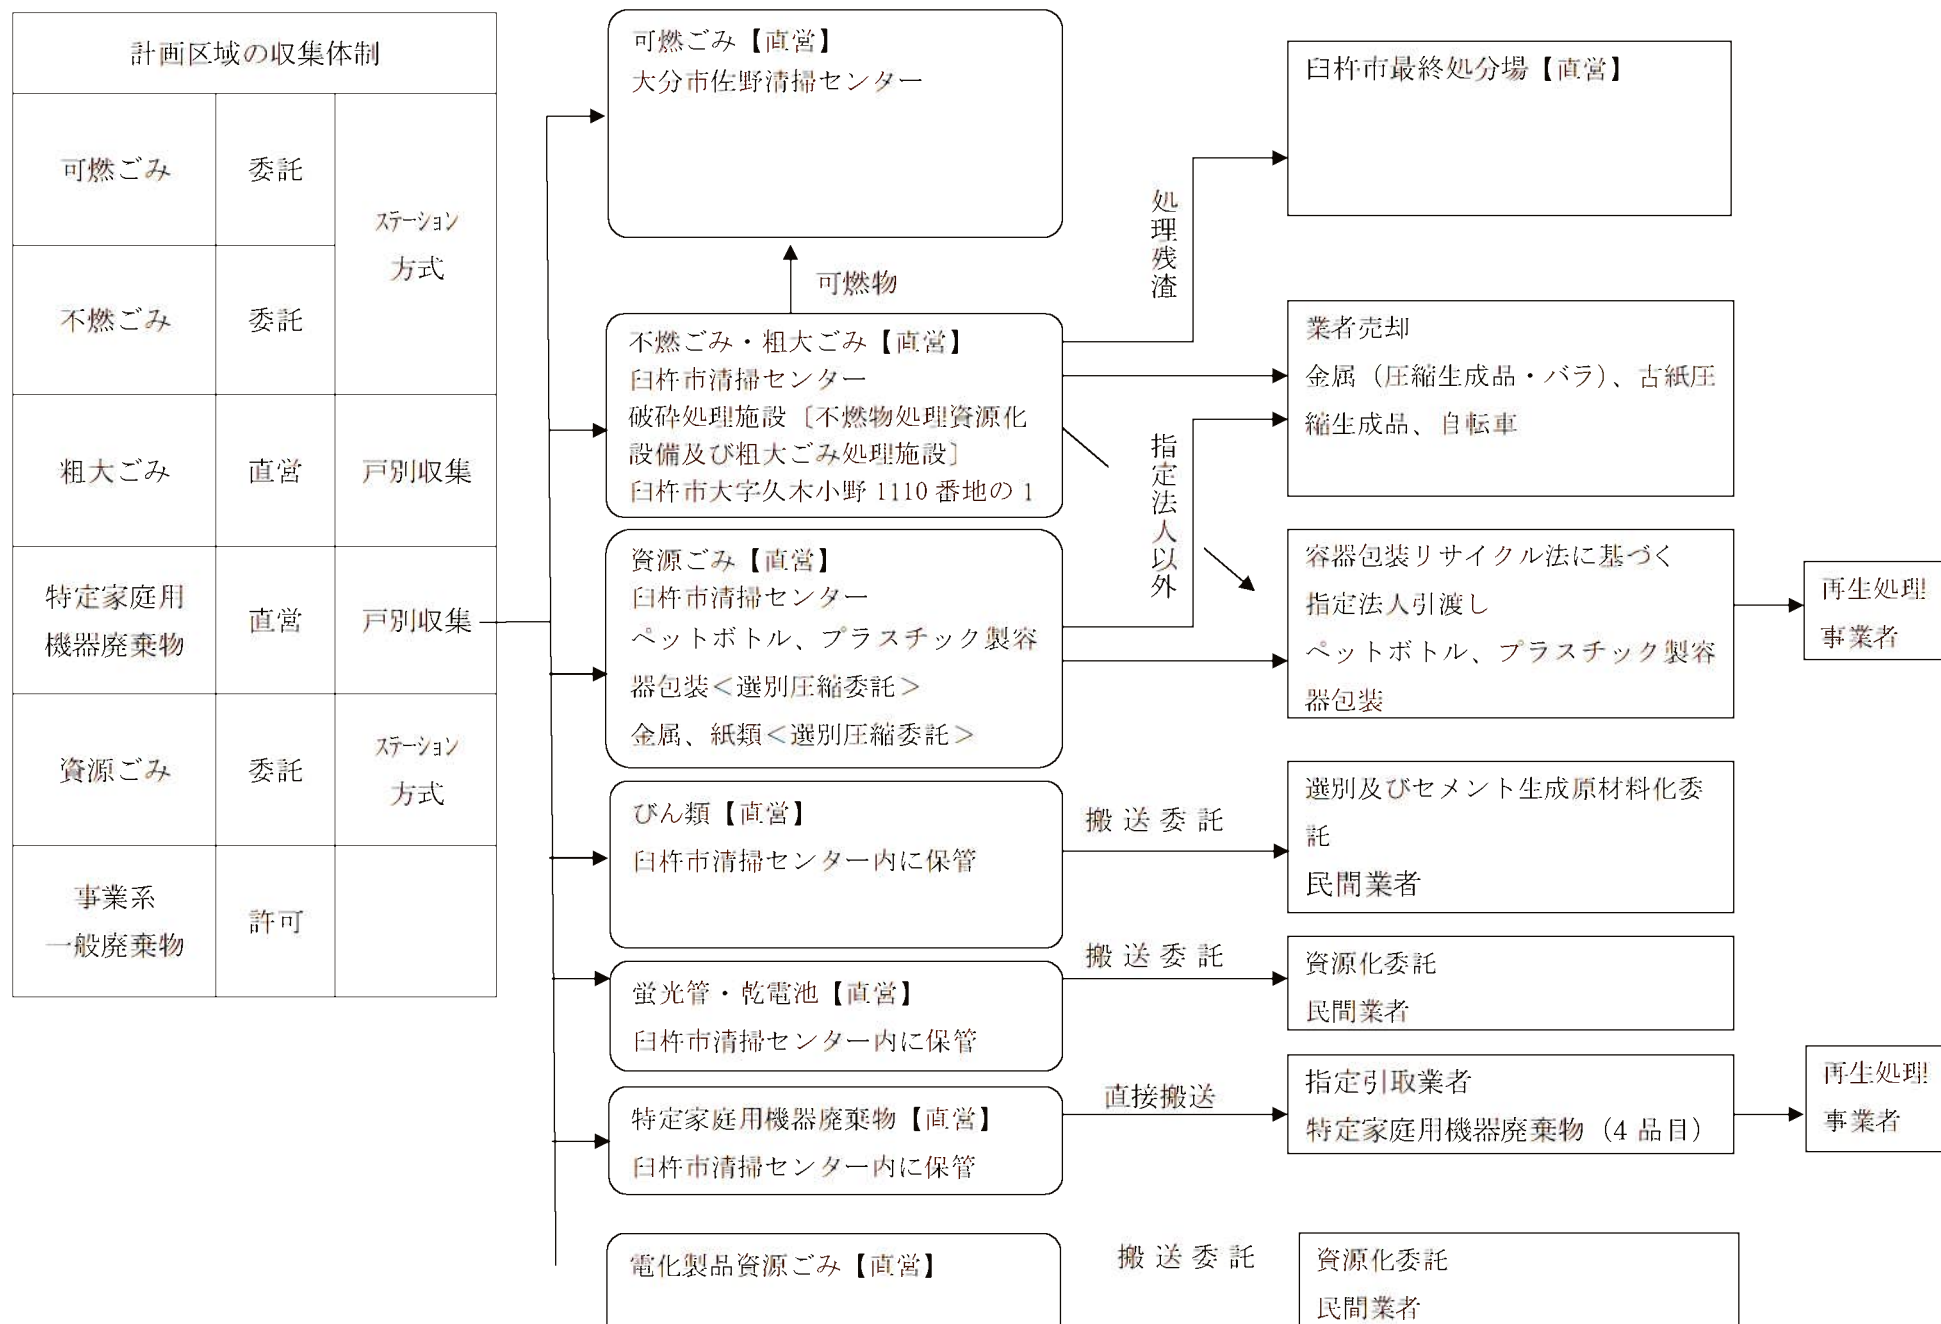 計画区域の収集体制
可燃ごみ
委託
ステーション
方式
不燃ごみ
委託
粗大ごみ
直営
戸別収集
特定家庭用
機器廃棄物
直営
戸別収集
資源ごみ
委託
ステーション
方式
事業系
一般廃棄物
許可
可燃ごみ【直営】
大分市佐野清掃センター
可燃物
不燃ごみ・粗大ごみ【直営】
臼杵市清掃センター
破砕処理施設〔不燃物処理資源化
設備及び粗大ごみ処理施設〕
臼杵市大字久木小野 1110 番地の 1
資源ごみ【直営】
臼杵市清掃センター
ペットボトル、プラスチック製容
器包装＜選別圧縮委託＞
金属、紙類＜選別圧縮委託＞
びん類【直営】
臼杵市清掃センター内に保管
蛍光管・乾電池【直営】
臼杵市清掃センター内に保管
特定家庭用機器廃棄物【直営】
臼杵市清掃センター内に保管
電化製品資源ごみ【直営】
処理残渣
指定法人以外
搬送委託
搬送委託
直接搬送
搬送委託
臼杵市最終処分場【直営】
業者売却
金属（圧縮生成品・バラ）、古紙圧
縮生成品、自転車
容器包装リサイクル法に基づく
指定法人引渡し
ペットボトル、プラスチック製容
器包装
再生処理
事業者
選別及びセメント生成原材料化委
託
民間業者
資源化委託
民間業者
指定引取業者
特定家庭用機器廃棄物（4 品目）
再生処理
事業者
資源化委託
民間業者